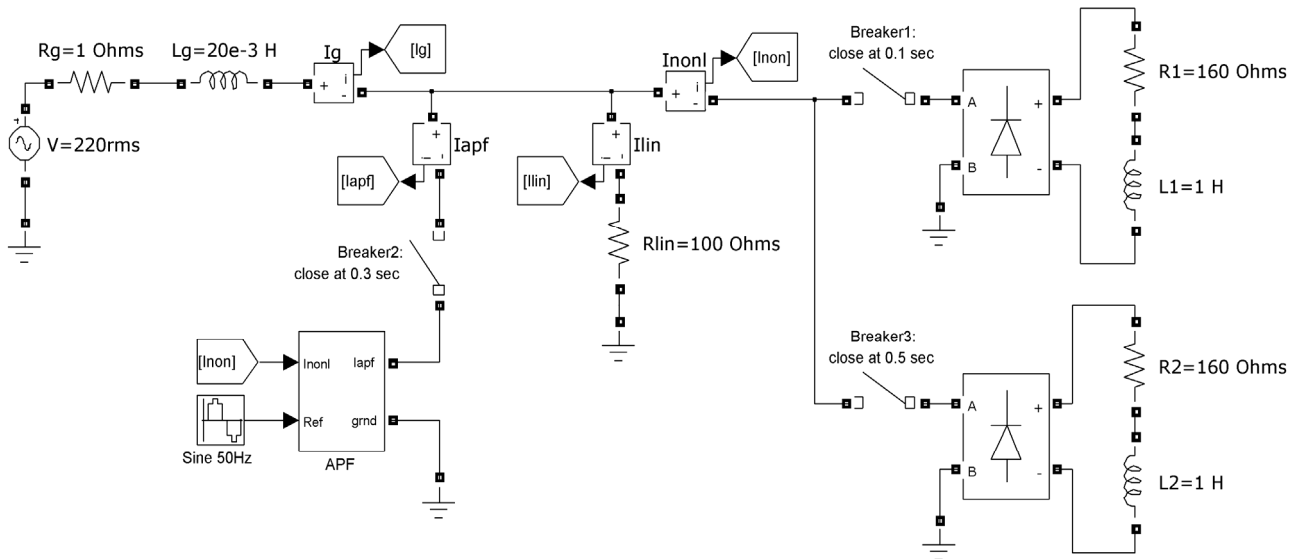 Rg=1 Ohms
Lg=20e-3 H
Ig
[Ig]
+
i
-
V=220rms
Iapf
[Iapf]
+
-
i
Ilin
[Ilin]
+
-
i
Inonl
[Inon]
+
i
-
Breaker1:
close at 0.1 sec
A
B
+
-
R1=160 Ohms
L1=1 H
Breaker2:
close at 0.3 sec
Rlin=100 Ohms
[Inon]
Inonl
Iapf
Ref
grnd
Sine 50Hz
APF
Breaker3:
close at 0.5 sec
A
B
+
-
R2=160 Ohms
L2=1 H